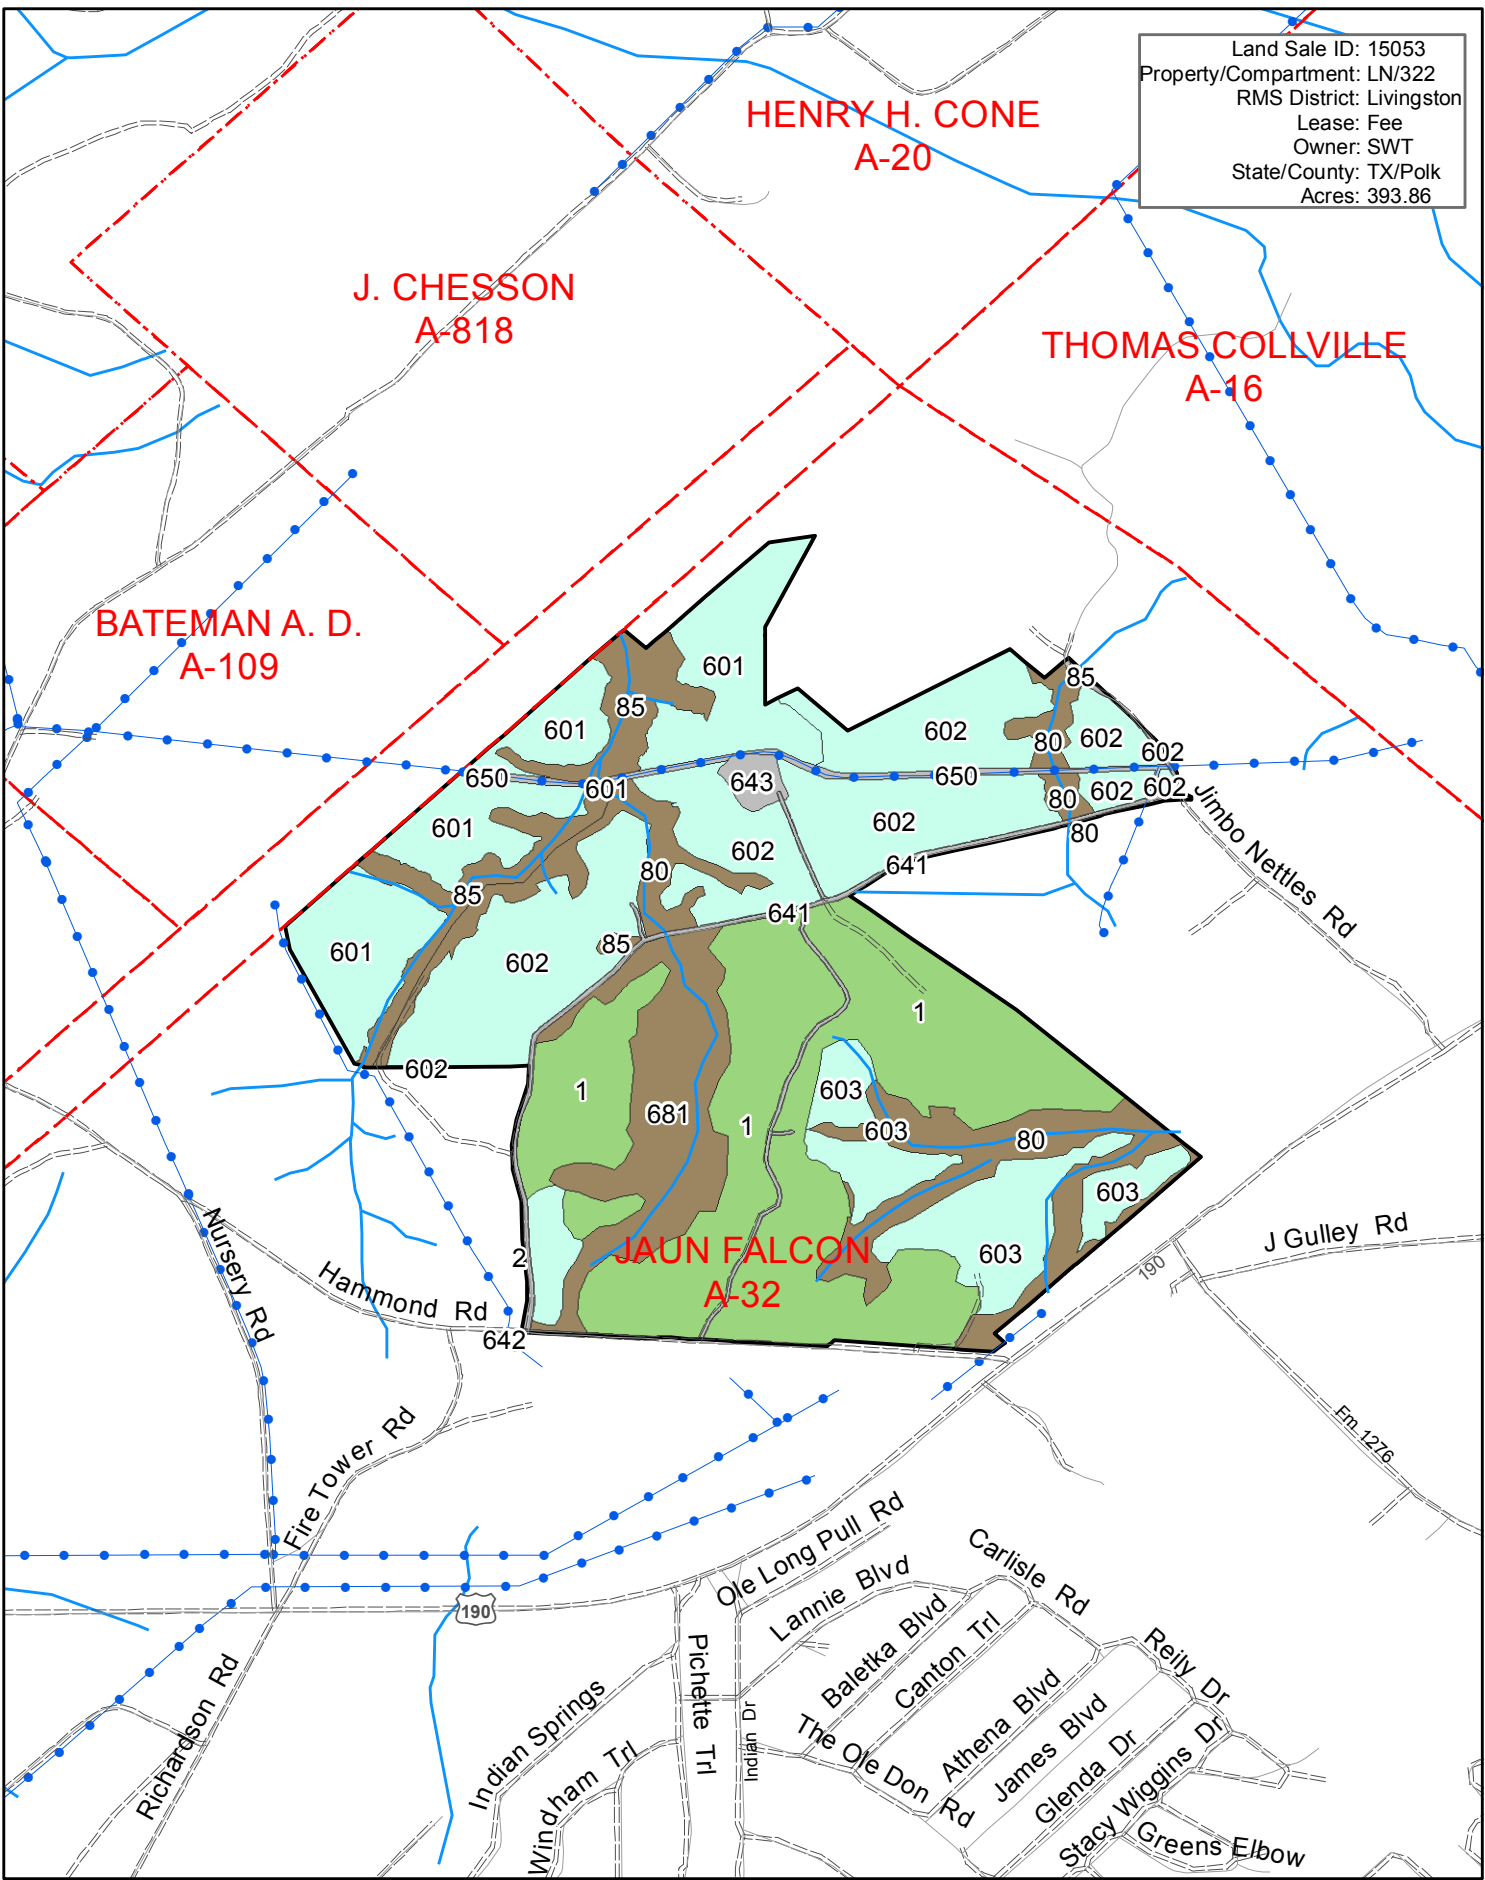 Land Sale ID: 15053
Property/Compartment: LN/322
RMS District: Livingston
Lease: Fee
Owner: SWT
State/County: TX/Polk
Acres: 393.86
HENRY H. CONE
A-20
J. CHESSON
A-818
THOMAS COLLVILLE
A-16
BATEMAN A. D.
A-109
601
85
85
601
602
80
602
602
650
601
643
650
80
602
602
601
602
602
80
80
641
85
641
601
602
85
1
602
1
681
1
603
603
80
603
2
603
642
JAUN FALCON
A-32
Jimbo Nettles Rd
J Gulley Rd
190
Nursery Rd
Hammond Rd
Fm 1276
Fire Tower Rd
190
Ole Long Pull Rd
Lannie Blvd
Carlisle Rd
Baletka Blvd
Canton Trl
Reily Dr
Pichette Trl
Indian Dr
Indian Springs
Richardson Rd
Athena Blvd
James Blvd
The Ole Don Rd
Glenda Dr
Stacy Wiggins Dr
Windham Trl
Greens Elbow